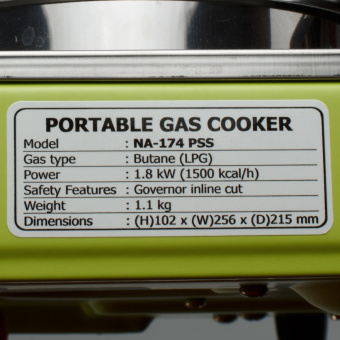 PORTABLE GAS COOKER
Model : NA-174 PSS
Gas type : Butane (LPG)
Power : 1.8 kW (1500 kcal/h)
Safety Features : Governor inline cut
Weight : 1.1 kg
Dimensions : (H)102 x (W)256 x (D)215 mm